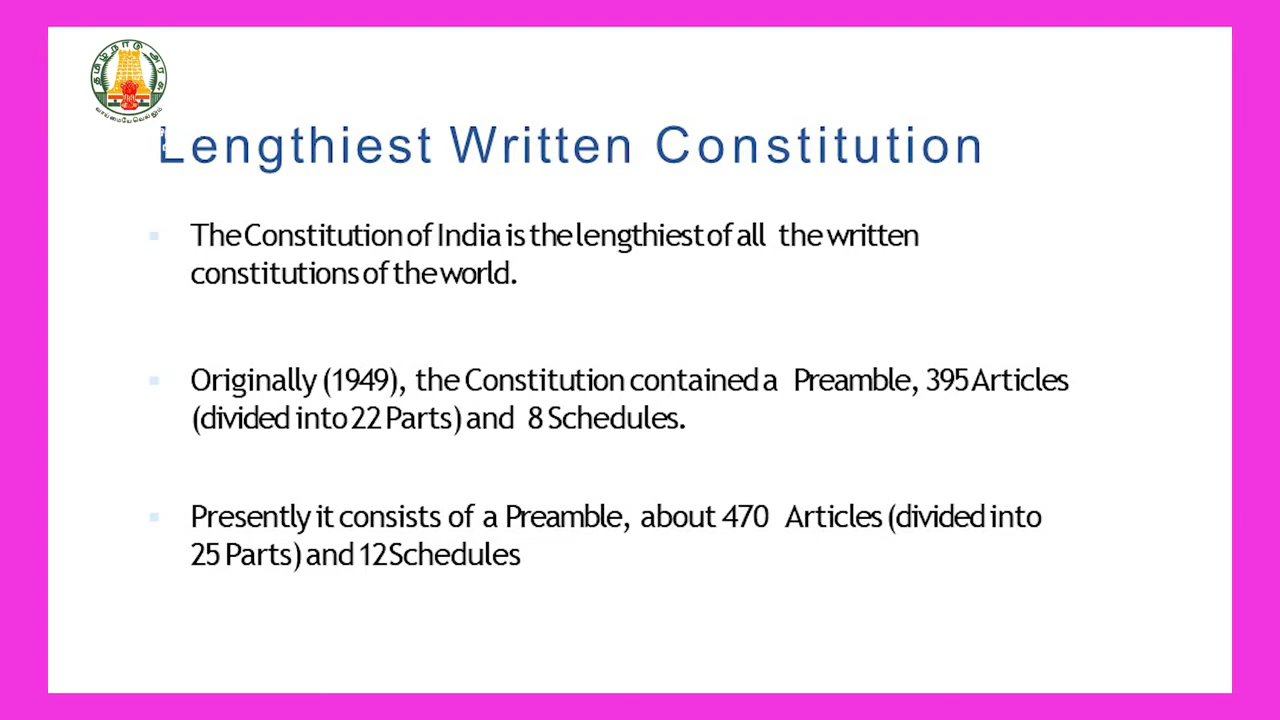 தமிழ்நாடு அரசு
வாய்மையே வெல்லும்
Lengthiest Written Constitution
The Constitution of India is the lengthiest of all the written
constitutions of the world.
Originally (1949), the Constitution contained a Preamble, 395 Articles
(divided into 22 Parts) and 8 Schedules.
Presently it consists of a Preamble, about 470 Articles (divided into
25 Parts) and 12 Schedules